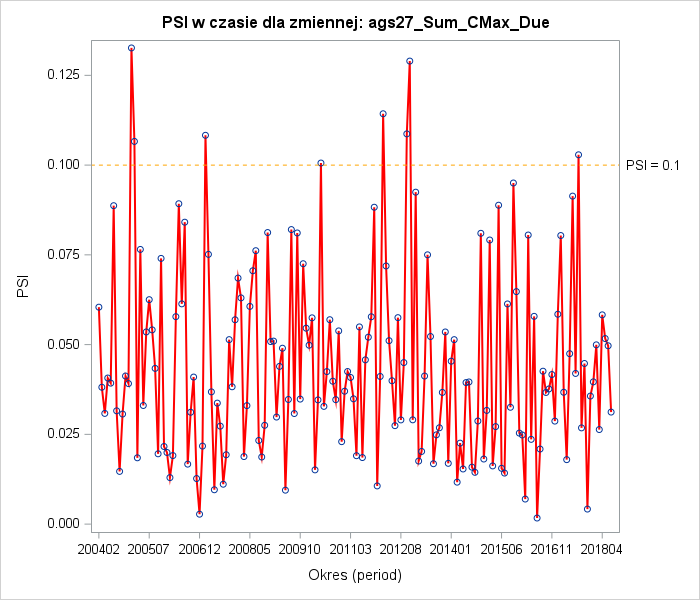 PSI w czasie dla zmiennej: ags27_Sum_CMax_Due
0.125
0.100
0.075
0.050
0.025
0.000
PSI
PSI = 0.1
200402 200507 200612 200805 200910 201103 201208 201401 201506 201611 201804
Okres (period)